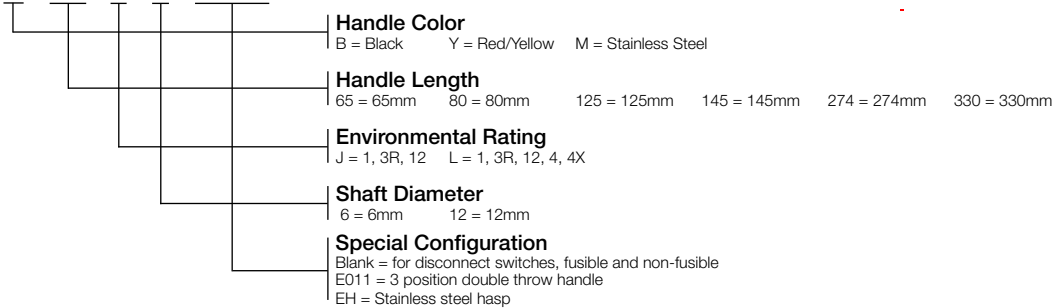 Handle Color
B = Black Y = Red/Yellow M = Stainless Steel
Handle Length
65 = 65mm 80 = 80mm 125 = 125mm 145 = 145mm 274 = 274mm 330 = 330mm
Environmental Rating
J = 1, 3R, 12 L = 1, 3R, 12, 4, 4X
Shaft Diameter
6 = 6mm 12 = 12mm
Special Configuration
Blank = for disconnect switches, fusible and non-fusible
E011 = 3 position double throw handle
EH = Stainless steel hasp